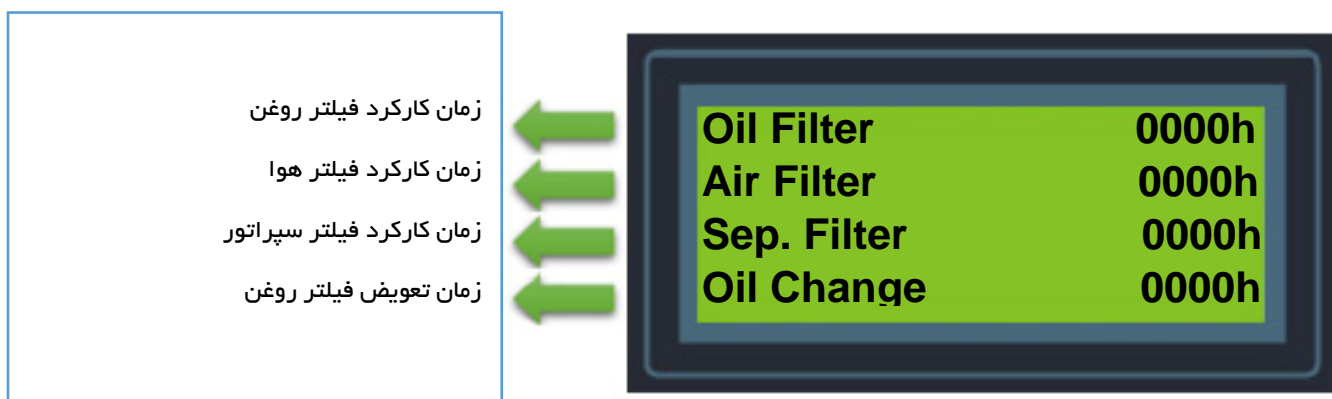 زمان کارکرد فیلتر روغن
زمان کارکرد فیلتر هوا
زمان کارکرد فیلتر سپراتور
زمان تعویض فیلتر روغن
Oil Filter 0000h
Air Filter 0000h
Sep. Filter 0000h
Oil Change 0000h